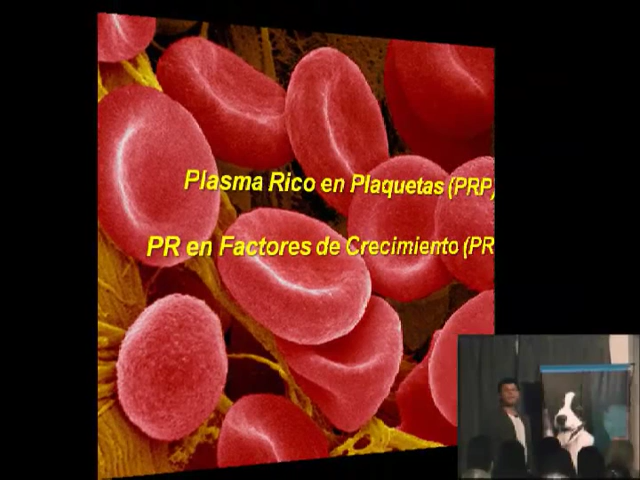 Plasma Rico en Plaquetas (PRP)
PR en Factores de Crecimiento (PR